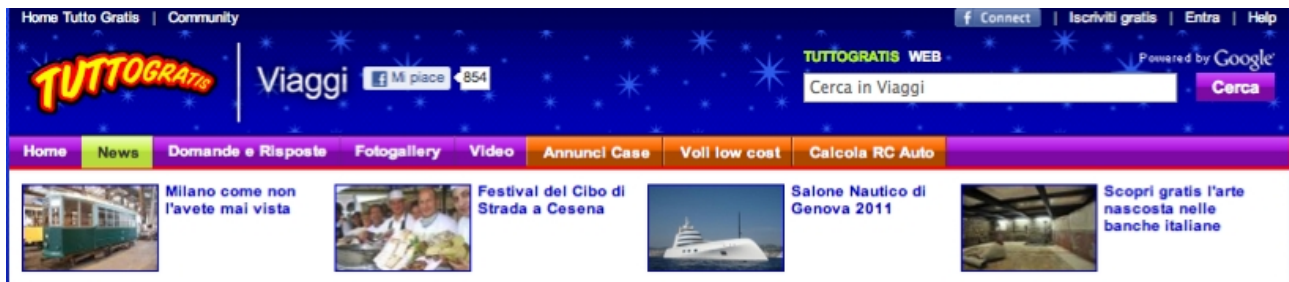 Home Tutto Gratis | Community
f Connect | Iscriviti gratis | Entra | Help
TUTTOGRATIS
Viaggi
Mi piace
854
TUTTOGRATIS WEB
Powered by Google
Cerca in Viaggi
Cerca
Home News Domande e Risposte Fotogallery Video Annunci Case Voli low cost Calcola RC Auto
Milano come non
l'avete mai vista
Festival del Cibo di
Strada a Cesena
Salone Nautico di
Genova 2011
Scopri gratis l'arte
nascosta nelle
banche italiane